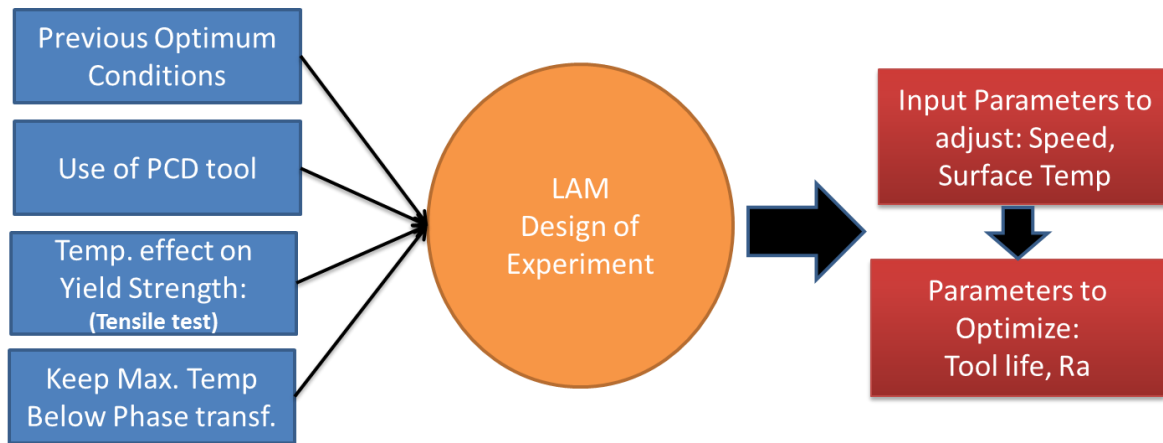 Previous Optimum
Conditions
Use of PCD tool
Temp. effect on
Yield Strength:
(Tensile test)
Keep Max. Temp
Below Phase transf.
LAM
Design of
Experiment
Input Parameters to
adjust: Speed,
Surface Temp
Parameters to
Optimize:
Tool life, Ra